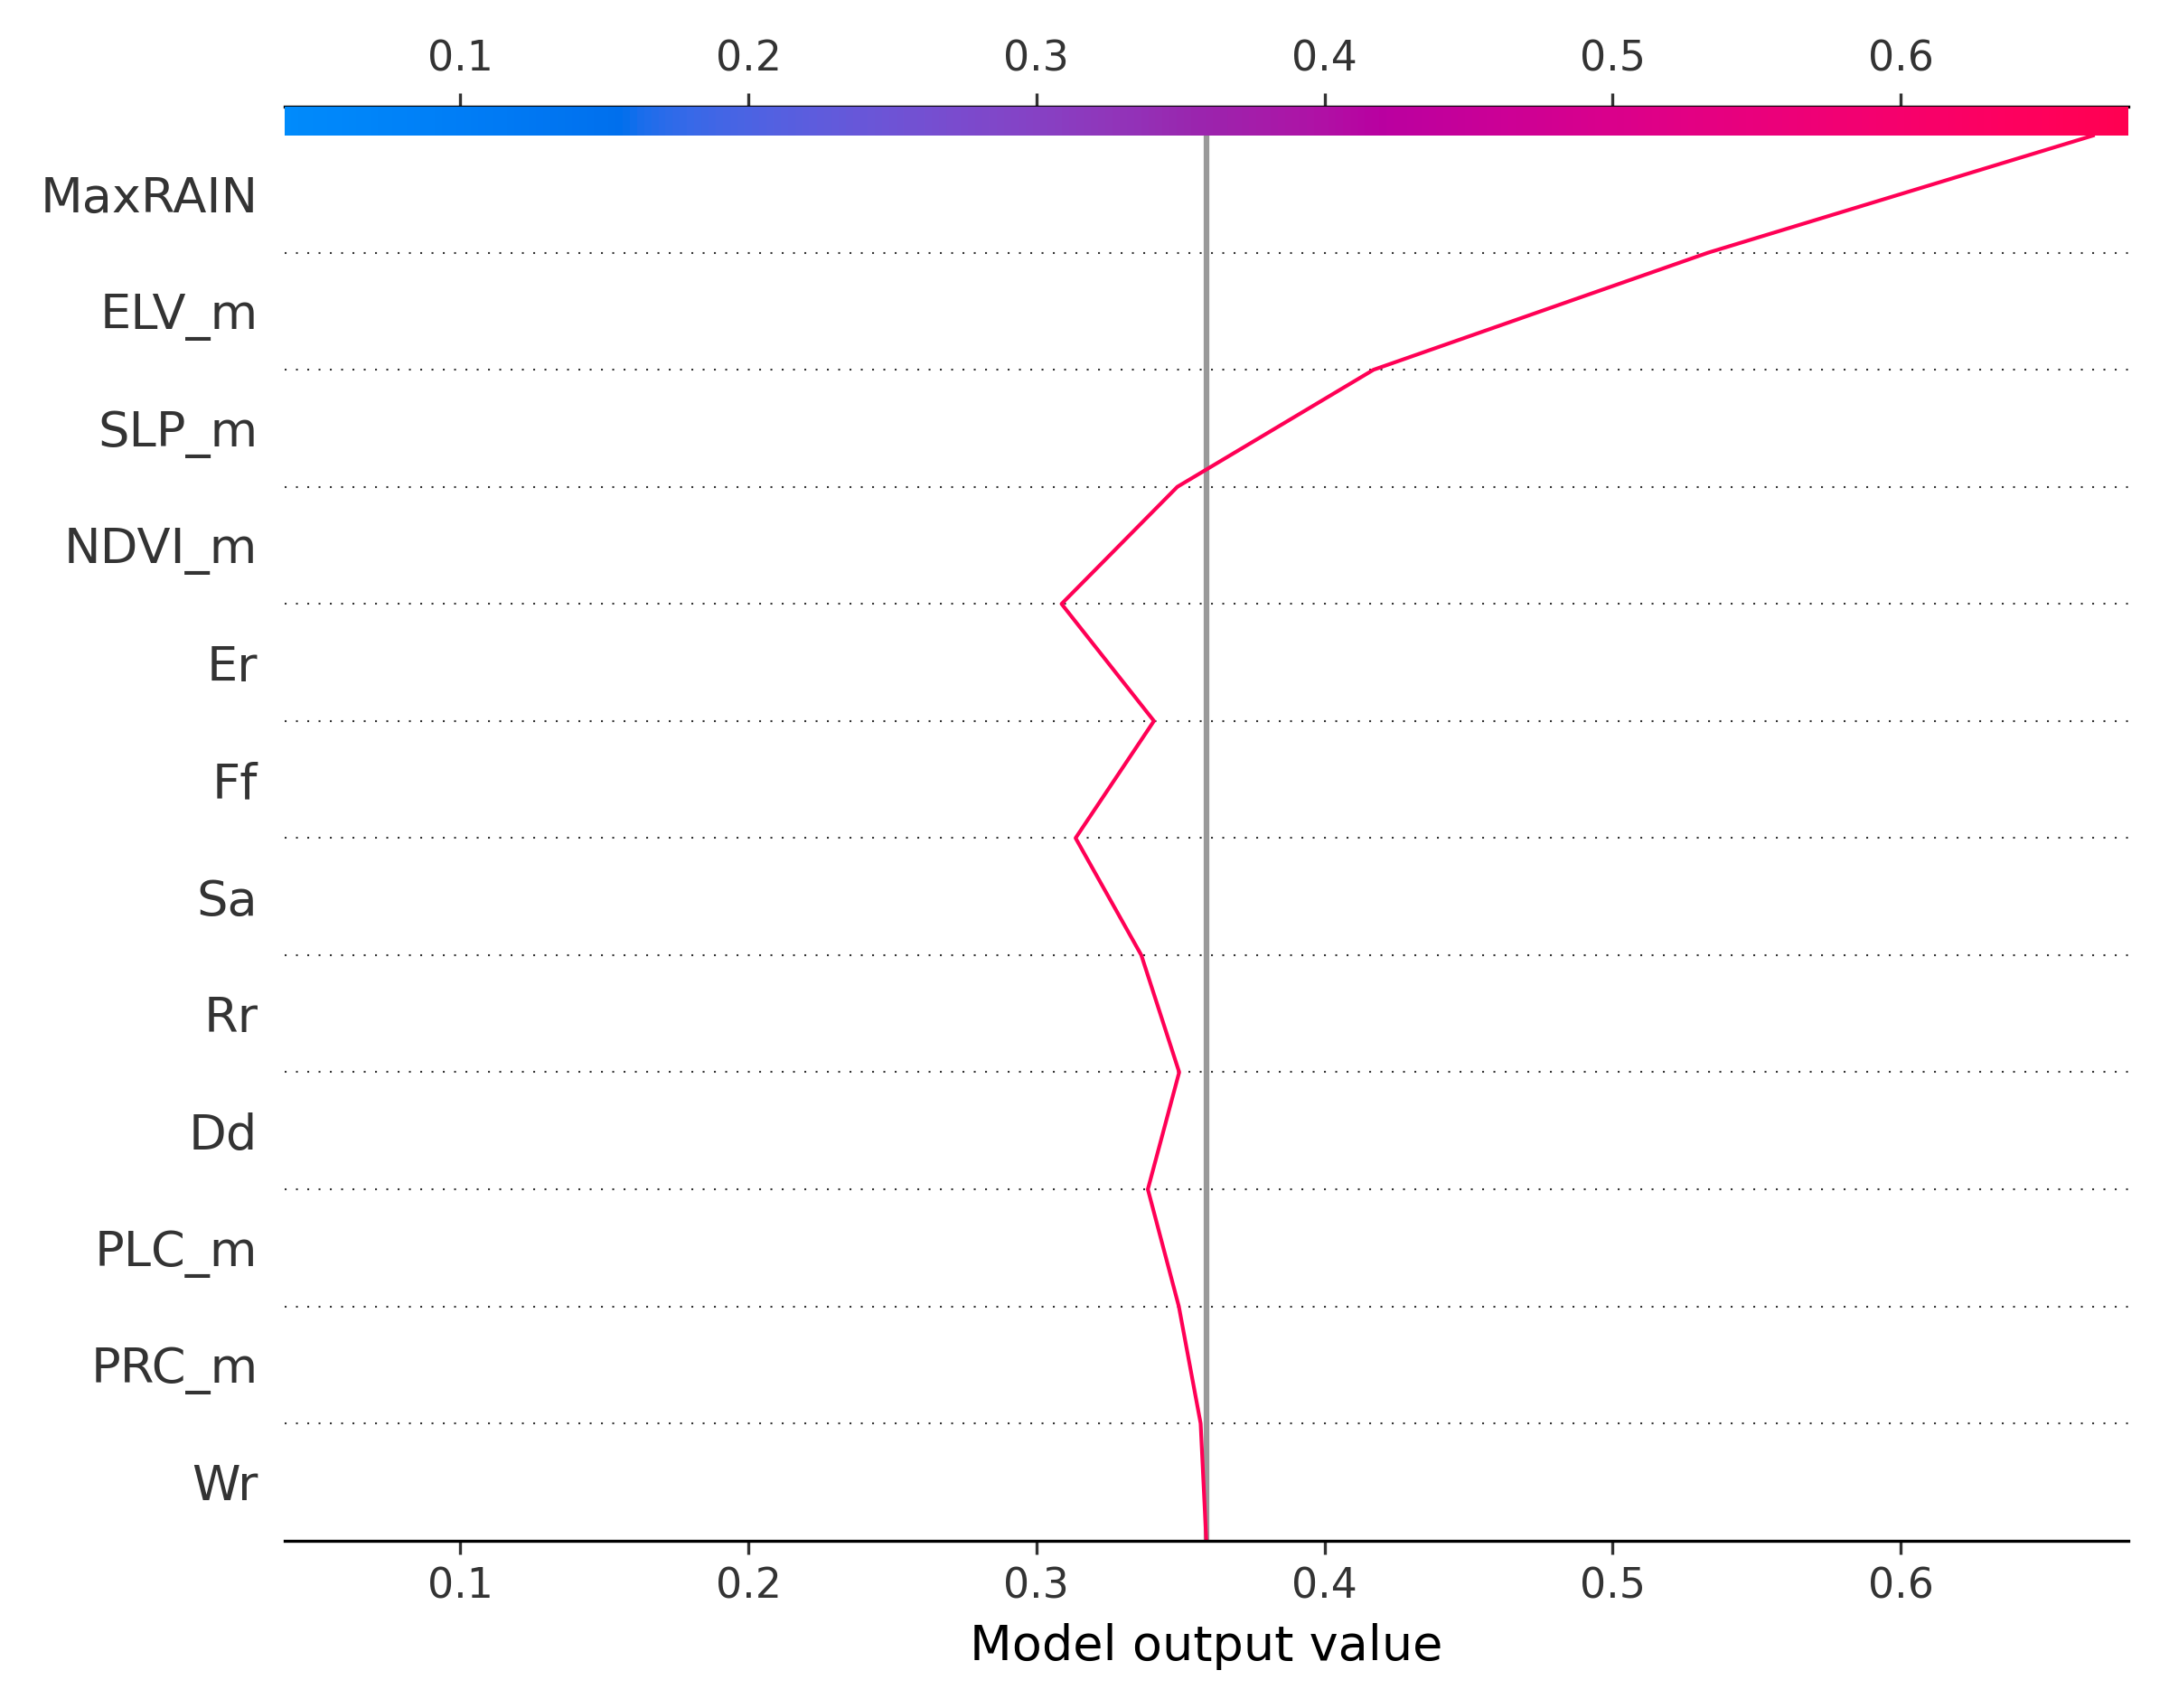 0.1 0.2 0.3 0.4 0.5 0.6
MaxRAIN
ELV_m
SLP_m
NDVI_m
Er
Ff
Sa
Rr
Dd
PLC_m
PRC_m
Wr
0.1 0.2 0.3 0.4 0.5 0.6
Model output value